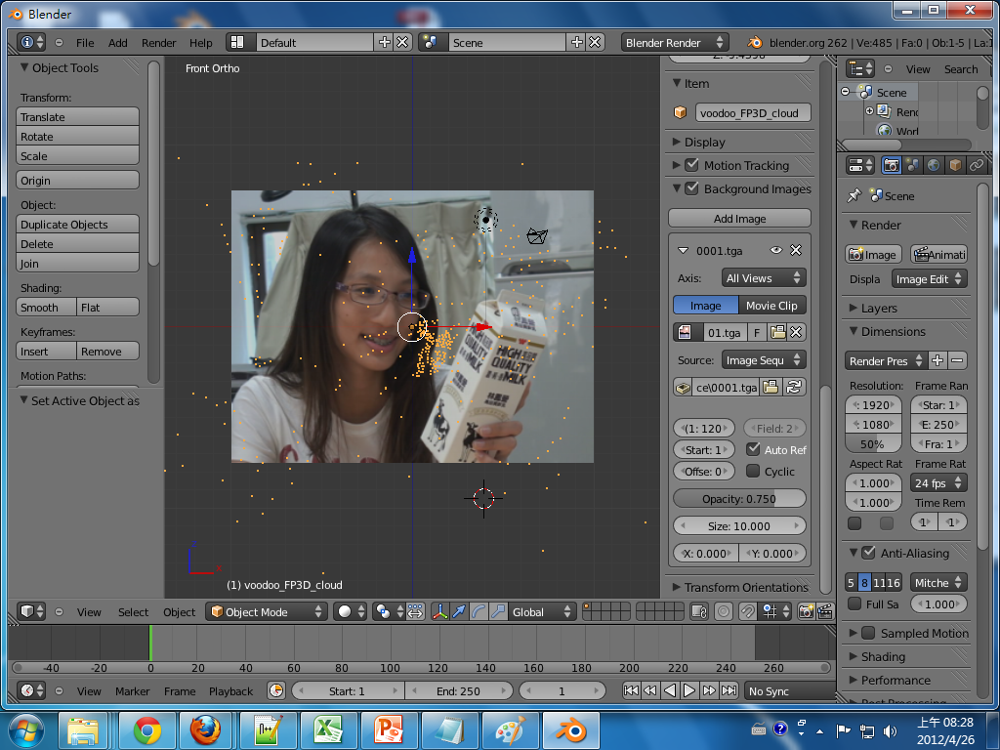 Blender
File Add Render Help Default Scene Blender Render blender.org 262 | Ve:485 | Fa:0 | Ob:1-5 | La:
Object Tools
Transform:
Translate
Rotate
Scale
Origin
Object:
Duplicate Objects
Delete
Join
Shading:
Smooth Flat
Keyframes:
Insert Remove
Motion Paths:
Set Active Object as
Front Ortho
HIGH
QUALITY
MILK
HIGH
QUALITY
MILK
(1) voodoo_FP3D_cloud
Item
voodoo_FP3D_cloud
Display
Motion Tracking
Background Images
Add Image
0001.tga
Axis: All Views
Image Movie Clip
01.tga F
Source: Image Sequ
ce\0001.tga
(1: 120 Field: 2
Start: 1 Auto Ref
Offse: 0 Cyclic
Opacity: 0.750
Size: 10.000
X: 0.000 Y: 0.000
Transform Orientations
View Search
Scene
Rend
Worl
Scene
Render
Image Animati
Displa Image Edit
Layers
Dimensions
Render Pres
Resolution: Frame Ran
: 1920 Star: 1
: 1080 E: 250
50% Fra: 1
Aspect Rat Frame Rat
1.000 24 fps
1.000 Time Rem
1 1
Anti-Aliasing
5 8 11 16 Mitche
Full Sa 1.000
Sampled Motion
Shading
Performance
Post Processing
View Select Object Object Mode Global
-40 -20 0 20 40 60 80 100 120 140 160 180 200 220 240 260
View Marker Frame Playback Start: 1 End: 250 1 No Sync
上午 08:28
2012/4/26